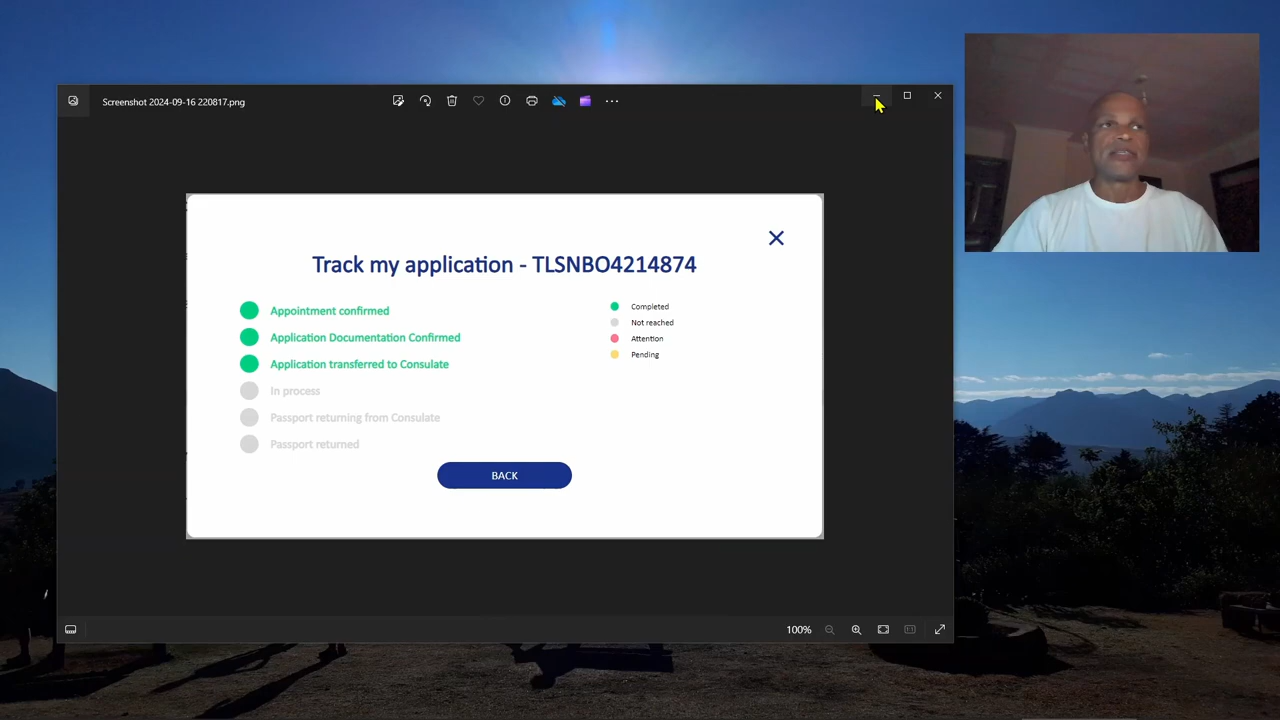 Screenshot 2024-09-16 220817.png
Track my application - TLSNBO4214874
Appointment confirmed
Application Documentation Confirmed
Application transferred to Consulate
In process
Passport returning from Consulate
Passport returned
Completed
Not reached
Attention
Pending
BACK
100%